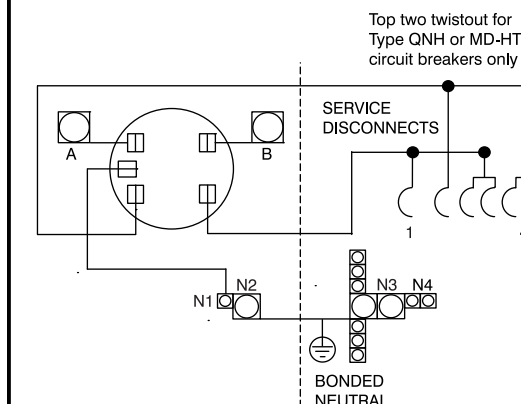 Top two twistout for
Type QNH or MD-HT
circuit breakers only
SERVICE
DISCONNECTS
A
B
1
N1
N2
N3
N4
BONDED
NEUTRAL